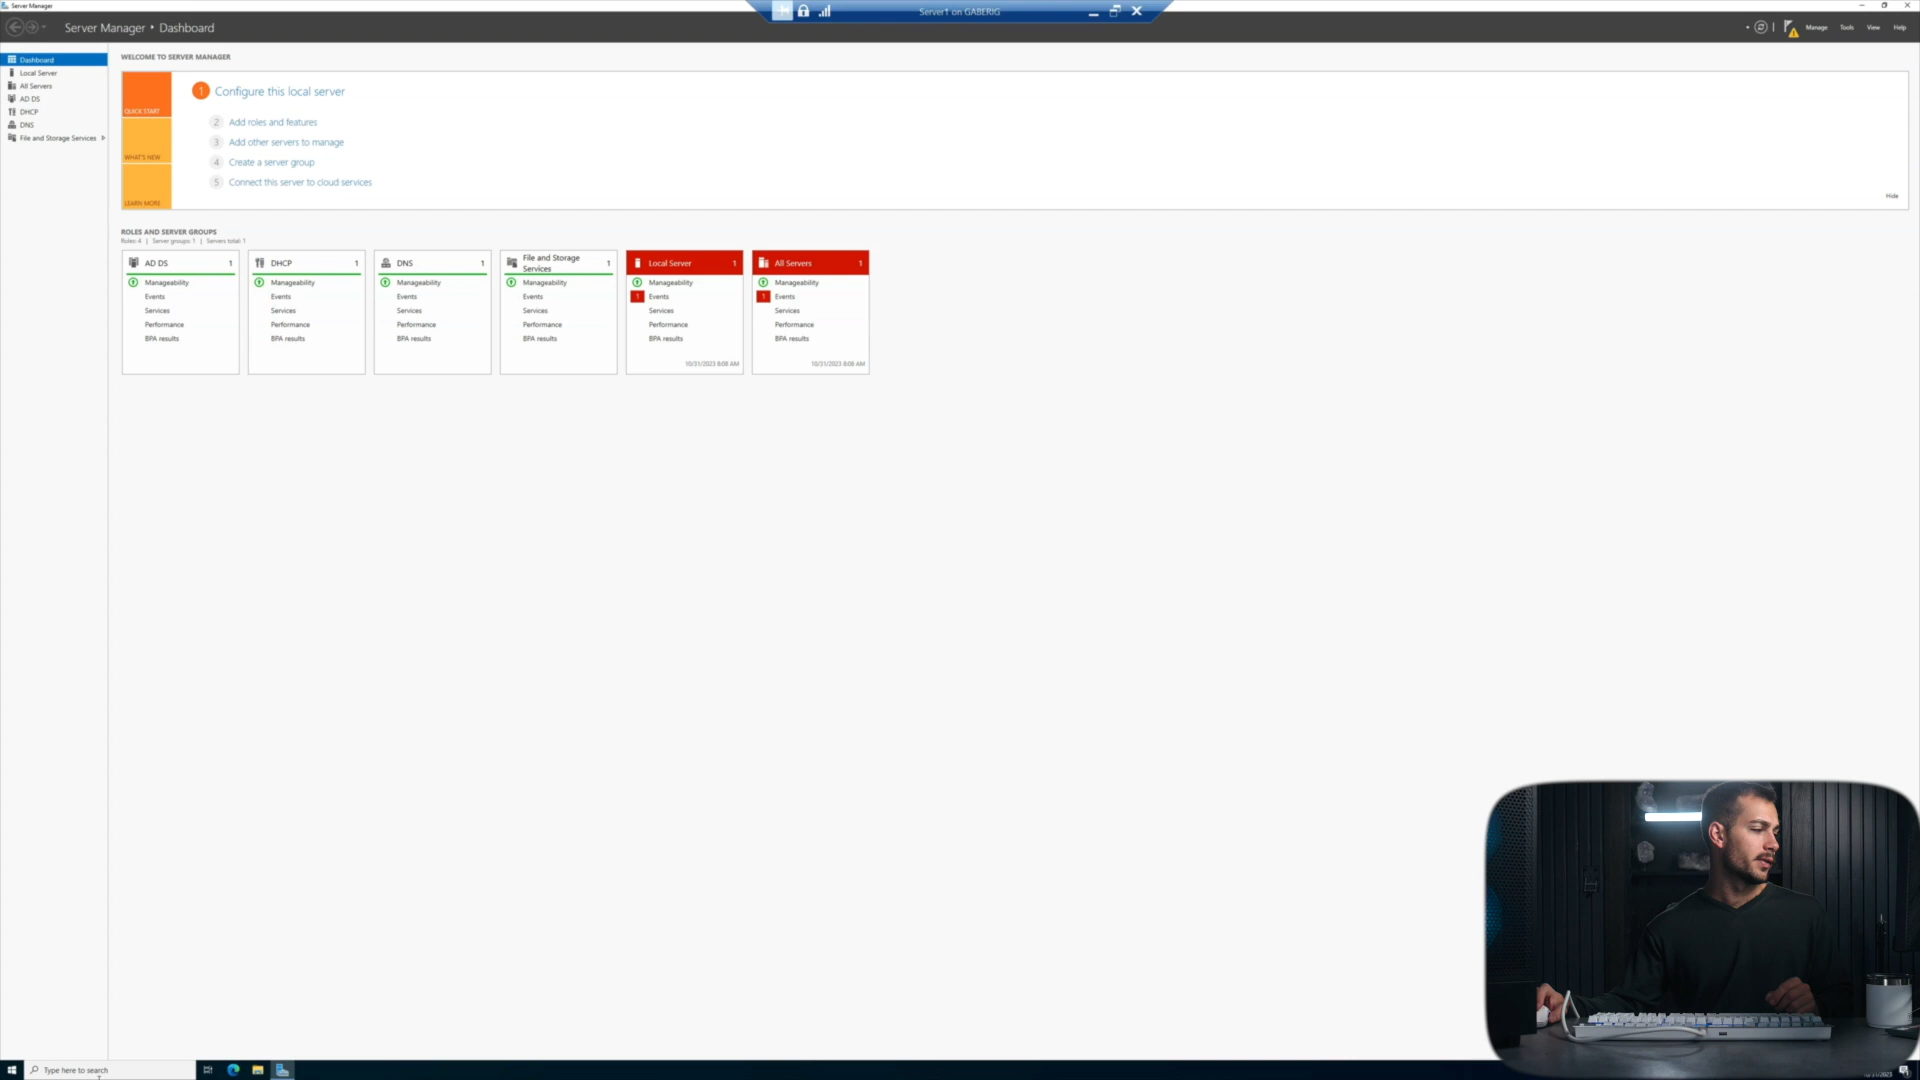 Server Manager
Server1 on GABERIG
Server Manager • Dashboard
Manage
Tools
View
Help
Dashboard
Local Server
All Servers
AD DS
DHCP
DNS
File and Storage Services
WELCOME TO SERVER MANAGER
QUICK START
WHAT'S NEW
LEARN MORE
1 Configure this local server
2 Add roles and features
3 Add other servers to manage
4 Create a server group
5 Connect this server to cloud services
Hide
ROLES AND SERVER GROUPS
Roles: 4 | Server groups: 1 | Servers total: 1
AD DS 1
Manageability
Events
Services
Performance
BPA results
DHCP 1
Manageability
Events
Services
Performance
BPA results
DNS 1
Manageability
Events
Services
Performance
BPA results
File and Storage
Services 1
Manageability
Events
Services
Performance
BPA results
Local Server 1
Manageability
1 Events
Services
Performance
BPA results
10/31/2023 8:08 AM
All Servers 1
Manageability
1 Events
Services
Performance
BPA results
10/31/2023 8:08 AM
Type here to search